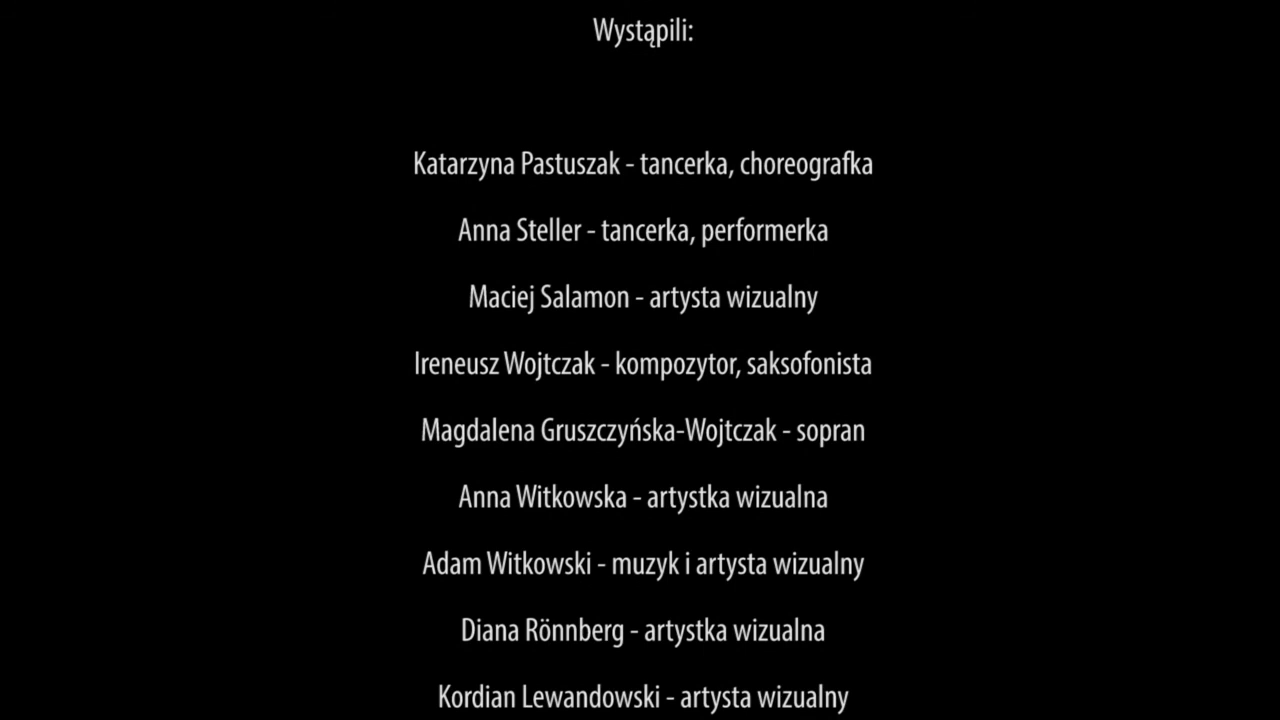 Wystąpili:
Katarzyna Pastuszak - tancerka, choreografka
Anna Steller - tancerka, performerka
Maciej Salamon - artysta wizualny
Ireneusz Wojtczak - kompozytor, saksofonista
Magdalena Gruszczyńska-Wojtczak - sopran
Anna Witkowska - artystka wizualna
Adam Witkowski - muzyk i artysta wizualny
Diana Rönnberg - artystka wizualna
Kordian Lewandowski - artysta wizualny